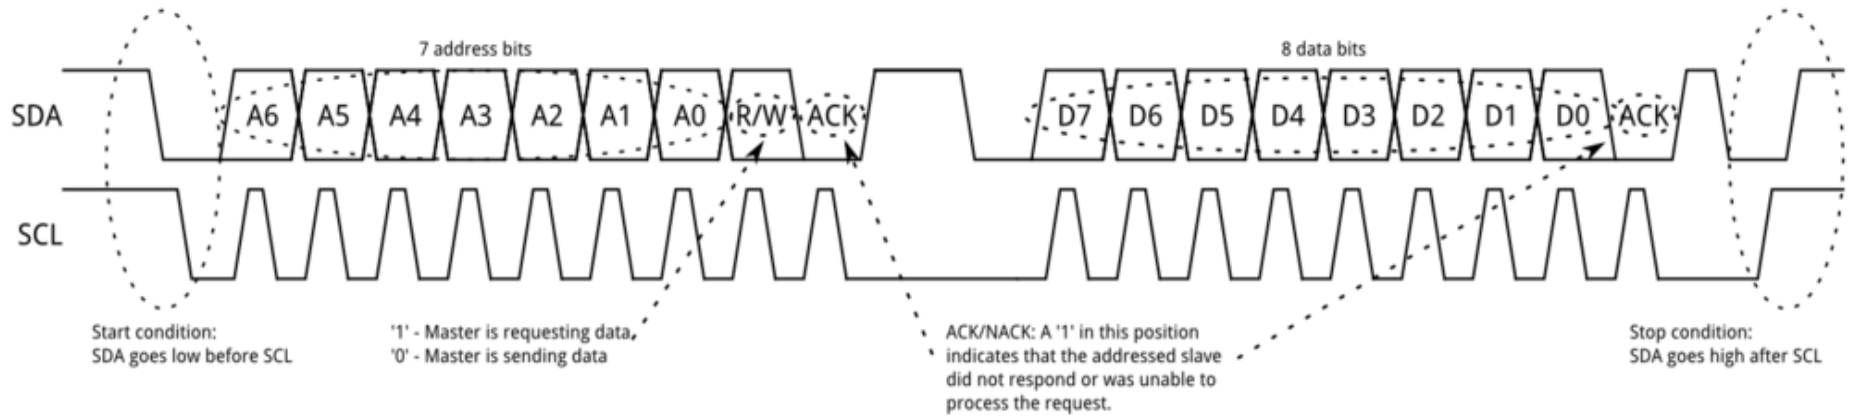 7 address bits
8 data bits
SDA
A6 A5 A4 A3 A2 A1 A0 R/W ACK
D7 D6 D5 D4 D3 D2 D1 D0 ACK
SCL
Start condition:
SDA goes low before SCL
'1' - Master is requesting data
'0' - Master is sending data
ACK/NACK: A '1' in this position
indicates that the addressed slave
did not respond or was unable to
process the request.
Stop condition:
SDA goes high after SCL